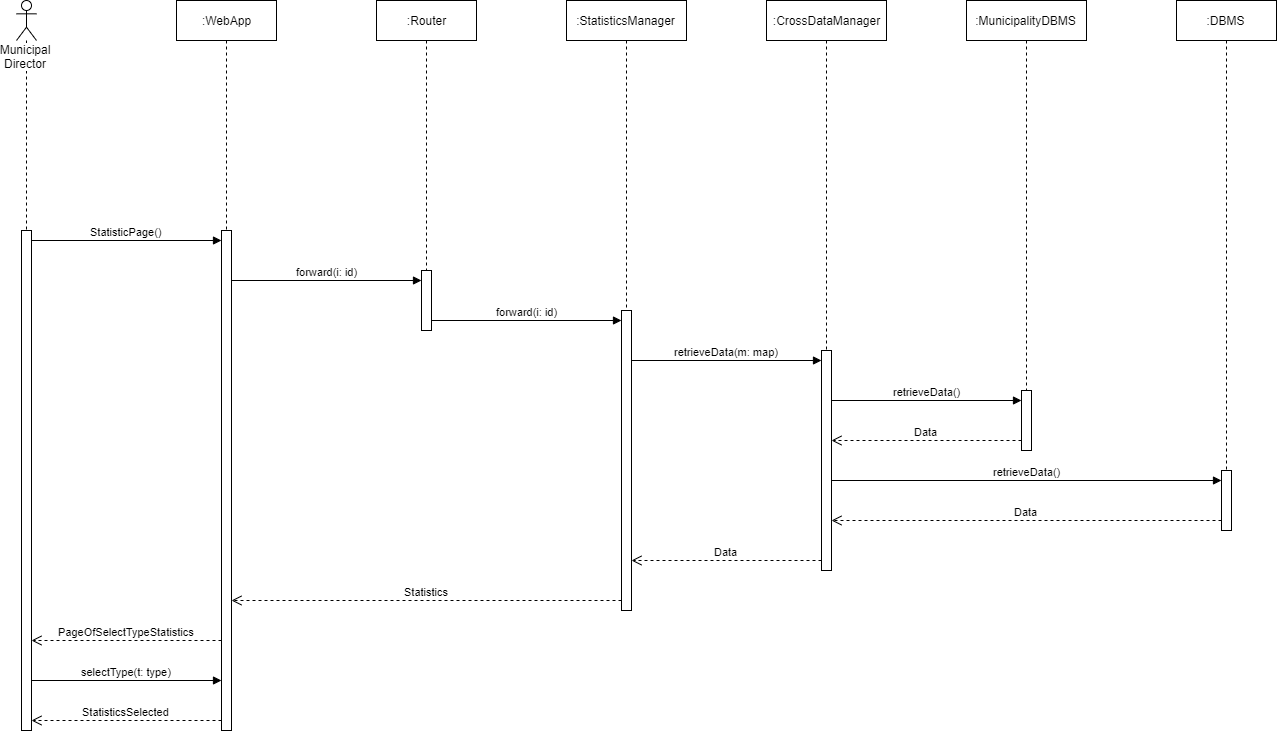 :WebApp
:Router
:StatisticsManager
:CrossDataManager
:MunicipalityDBMS
:DBMS
Municipal
Director
StatisticPage()
forward(i: id)
forward(i: id)
retrieveData(m: map)
retrieveData()
Data
retrieveData()
Data
Data
Statistics
PageOfSelectTypeStatistics
selectType(t: type)
StatisticsSelected